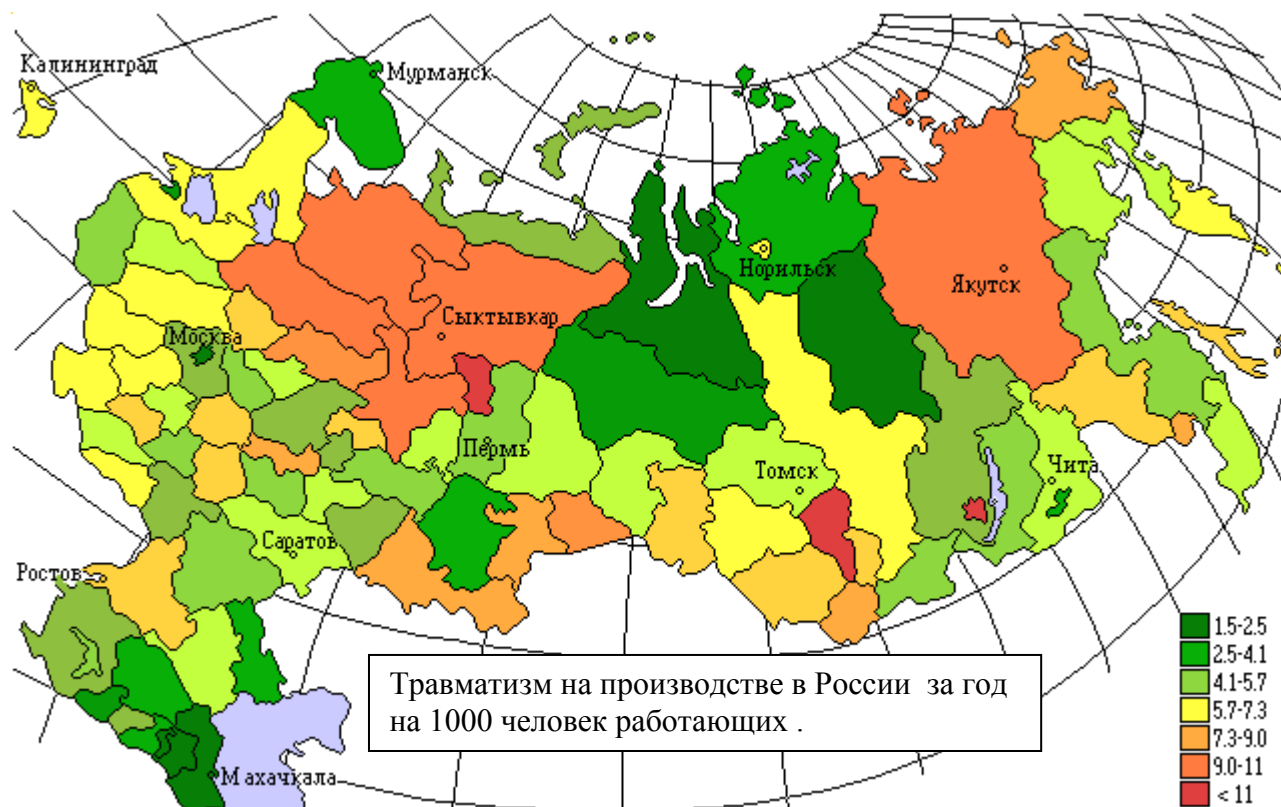 Калининград
Мурманск
Норильск
Якутск
Сыктывкар
Москва
Пермь
Томск
Чита
Саратов
Ростов
Махачкала
Травматизм на производстве в России за год
на 1000 человек работающих .
1.5-2.5
2.5-4.1
4.1-5.7
5.7-7.3
7.3-9.0
9.0-11
< 11